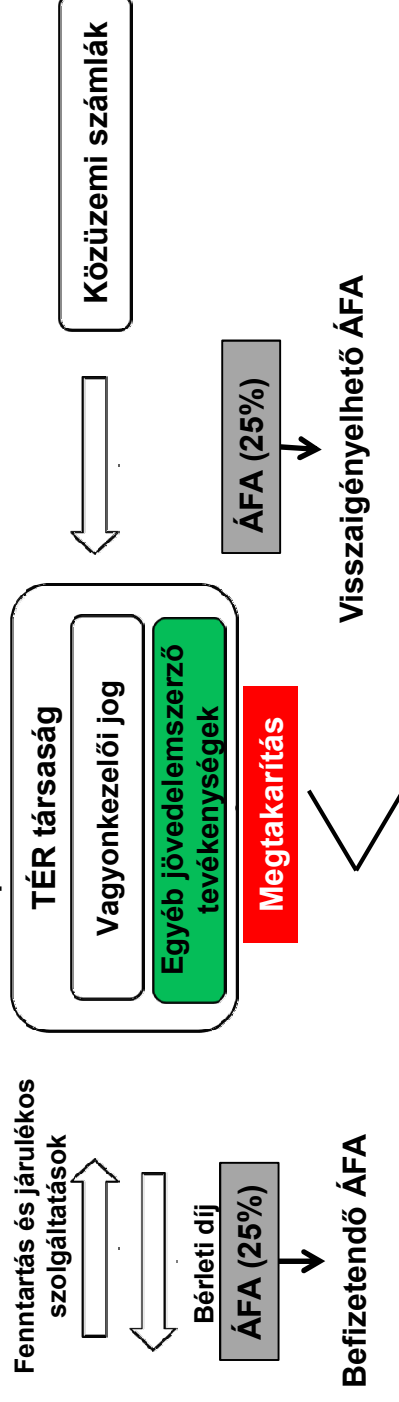 Fenntartás és járulékos
szolgáltatások
Bérleti díj
ÁFA (25%)
Befizetendő ÁFA
TÉR társaság
Vagyonkezelői jog
Egyéb jövedelemszerző
tevékenységek
Megtakarítás
Közüzemi számlák
ÁFA (25%)
Visszaigényelhető ÁFA